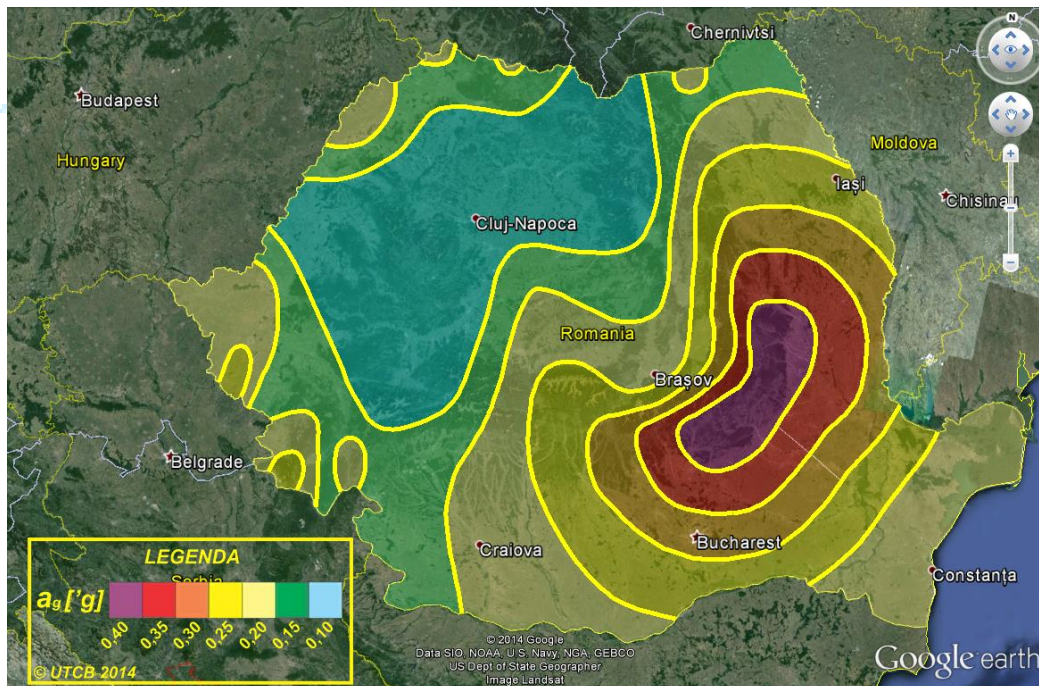 N
Chernivtsi
Budapest
Hungary
Moldova
Iași
Chisinau
Cluj-Napoca
Romania
Brașov
Belgrade
Bucharest
Craiova
Constanța
LEGENDA
Serbia
ag['g]
0,40 0,35 0,30 0,25 0,20 0,15 0,10
© UTCB 2014
© 2014 Google
Data SIO, NOAA, U.S. Navy, NGA, GEBCO
US Dept of State Geographer
Image Landsat
Google earth